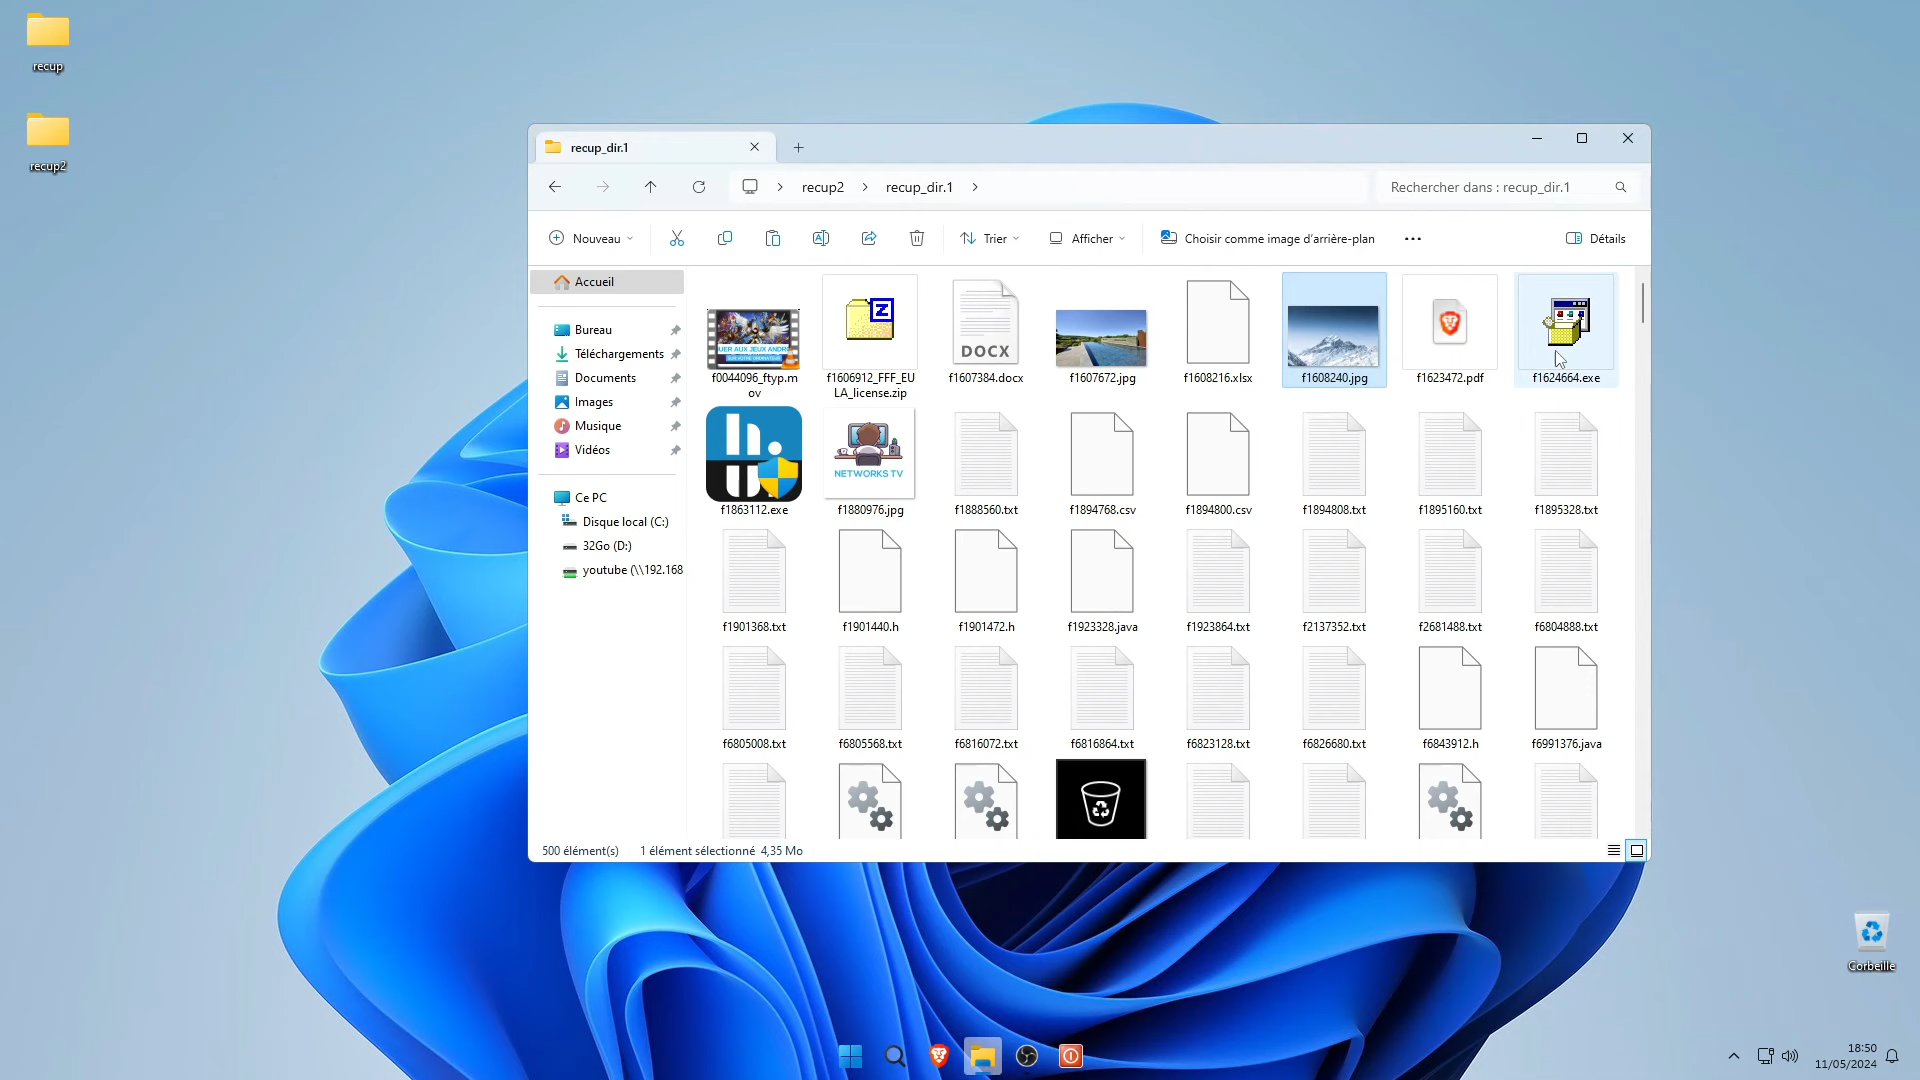 recup
recup2
recup_dir.1
recup2
recup_dir.1
Rechercher dans : recup_dir.1
Nouveau
Trier
Afficher
Choisir comme image d'arrière-plan
Détails
Accueil
Bureau
Téléchargements
Documents
Images
Musique
Vidéos
Ce PC
Disque local (C:)
32Go (D:)
youtube (\\192.168
DOCX
f0044096_ftyp.m
ov
f1606912_FFF_EU
LA_license.zip
f1607384.docx
f1607672.jpg
f1608216.xlsx
f1608240.jpg
f1623472.pdf
f1624664.exe
NETWORKS TV
f1863112.exe
f1880976.jpg
f1888560.txt
f1894768.csv
f1894800.csv
f1894808.txt
f1895160.txt
f1895328.txt
f1901368.txt
f1901440.h
f1901472.h
f1923328.java
f1923864.txt
f2137352.txt
f2681488.txt
f6804888.txt
f6805008.txt
f6805568.txt
f6816072.txt
f6816864.txt
f6823128.txt
f6826680.txt
f6843912.h
f6991376.java
500 élément(s)
1 élément sélectionné 4,35 Mo
Corbeille
18:50
11/05/2024